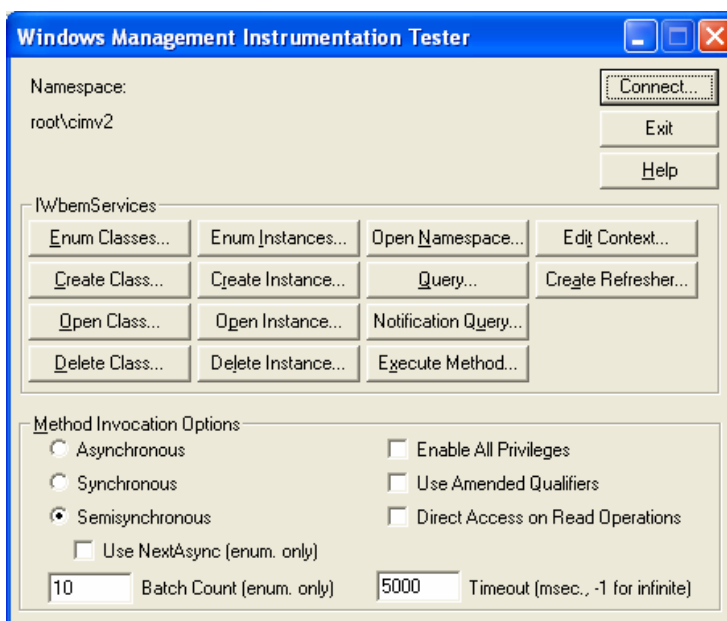 Windows Management Instrumentation Tester
Namespace:
Connect...
root\cimv2
Exit
Help
IWbemServices
Enum Classes... Enum Instances... Open Namespace... Edit Context...
Create Class... Create Instance... Query... Create Refresher...
Open Class... Open Instance... Notification Query...
Delete Class... Delete Instance... Execute Method...
Method Invocation Options
Asynchronous Enable All Privileges
Synchronous Use Amended Qualifiers
Semisynchronous Direct Access on Read Operations
Use NextAsync (enum. only)
10 Batch Count (enum. only) 5000 Timeout (msec., -1 for infinite)